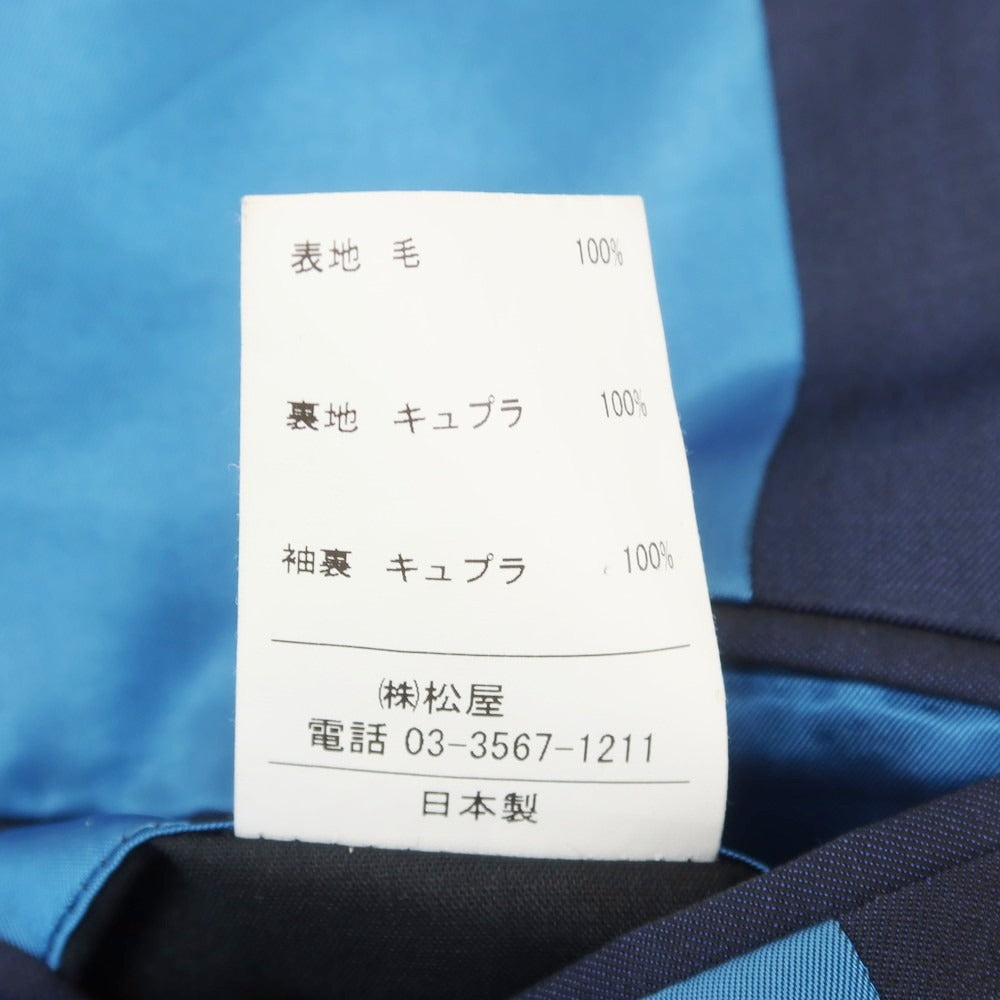 表地 毛 100%
裏地 キュプラ 100%
袖裏 キュプラ 100%
㈱松屋
電話 03-3567-1211
日本製